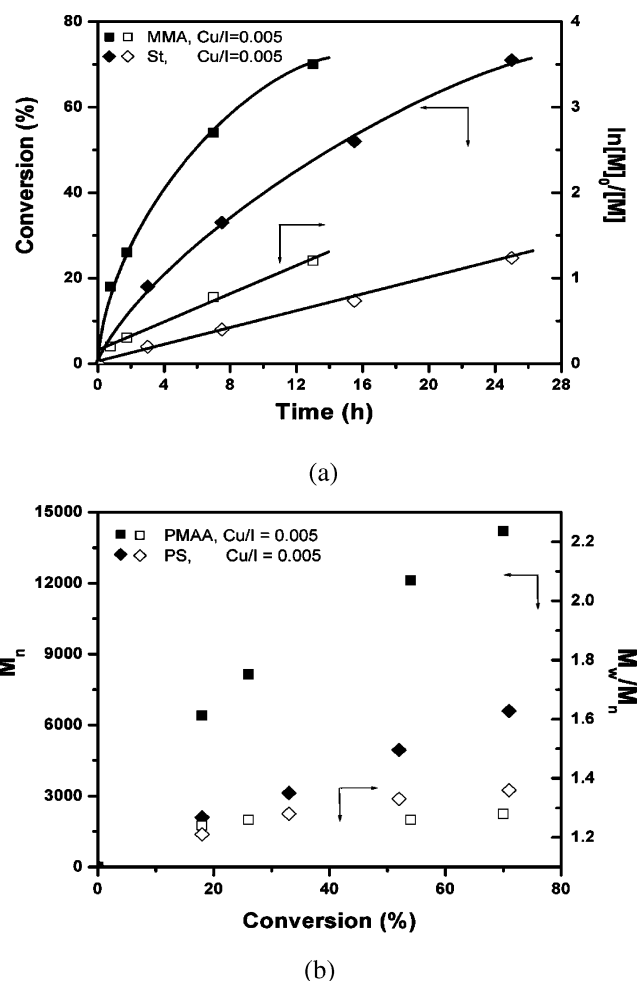 MMA, Cu/I=0.005
St, Cu/I=0.005
Conversion (%)
80
60
40
20
0
4
3
2
1
0
ln[M]0/[M]
0 4 8 12 16 20 24 28
Time (h)
(a)
PMAA, Cu/I = 0.005
PS, Cu/I = 0.005
Mn
15000
12000
9000
6000
3000
0
2.2
2.0
1.8
1.6
1.4
1.2
Mw/Mn
0 20 40 60 80
Conversion (%)
(b)